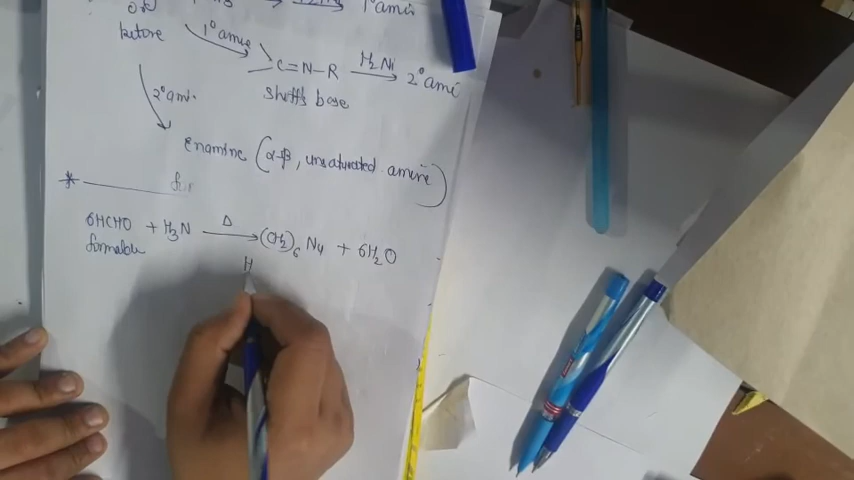 1° ami
ketone 1° amine
C=N-R H₂ Ni 2° ami
Shiff's base
2° ami.
Enamine (α-β, unsaturated amine)
*
6HCHO + H₃N Δ (CH₂)₆ N₄ + 6H₂O
H